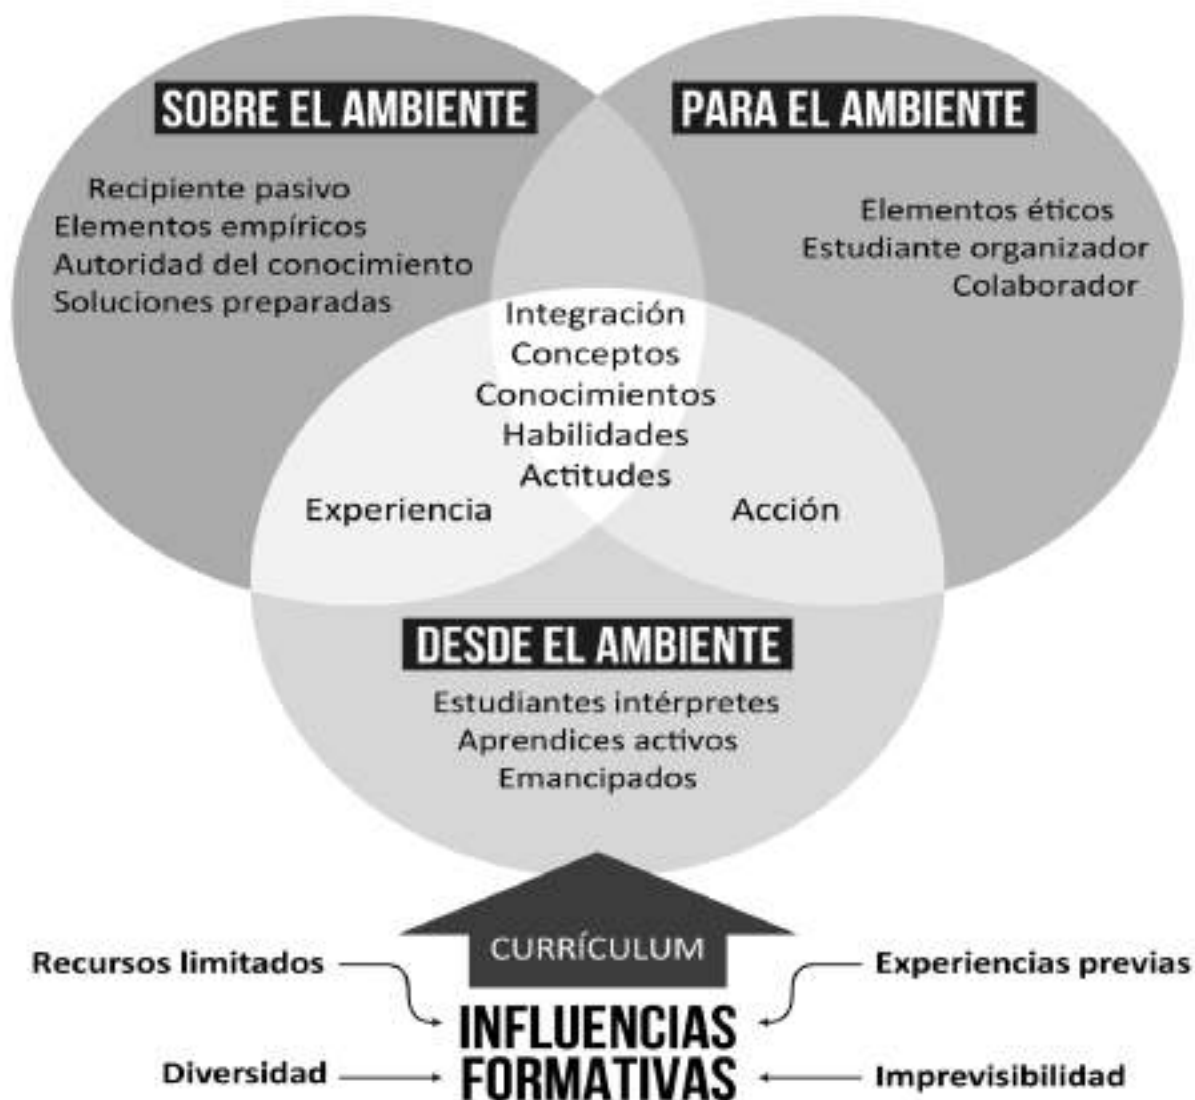 SOBRE EL AMBIENTE
Recipiente pasivo
Elementos empíricos
Autoridad del conocimiento
Soluciones preparadas
PARA EL AMBIENTE
Elementos éticos
Estudiante organizador
Colaborador
Integración
Conceptos
Conocimientos
Habilidades
Actitudes
Experiencia
Acción
DESDE EL AMBIENTE
Estudiantes intérpretes
Aprendices activos
Emancipados
CURRÍCULUM
Recursos limitados
Experiencias previas
INFLUENCIAS
FORMATIVAS
Diversidad
Imprevisibilidad